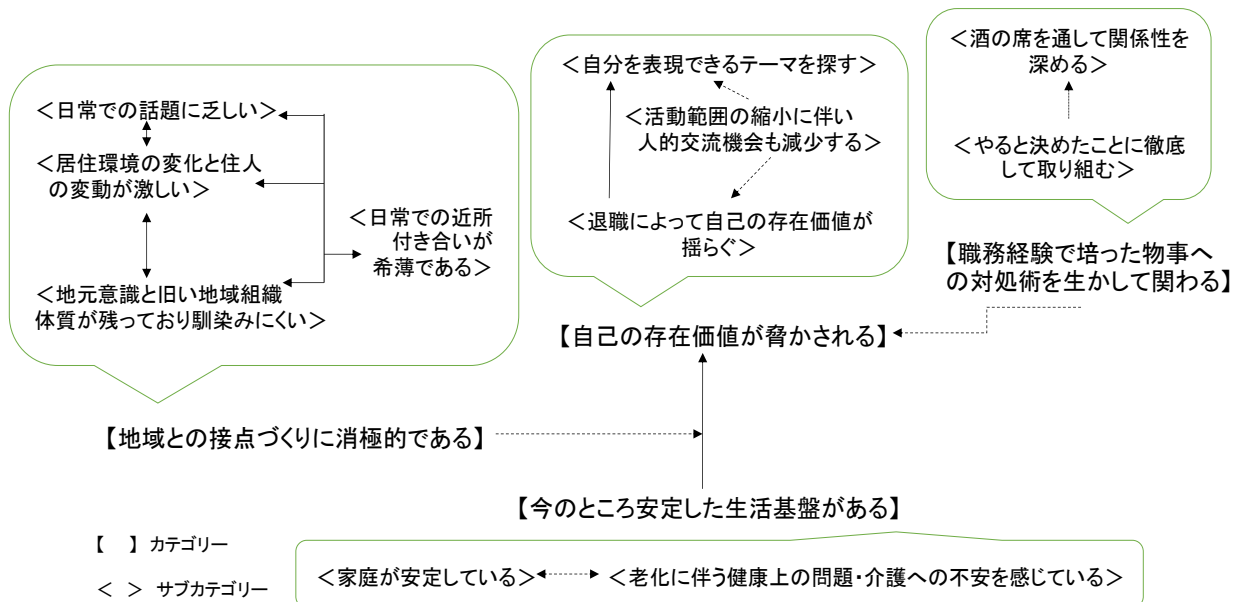 ＜日常での話題に乏しい＞
＜居住環境の変化と住人
の変動が激しい＞
＜日常での近所
付き合いが
希薄である＞
＜地元意識と旧い地域組織
体質が残っており馴染みにくい＞
＜自分を表現できるテーマを探す＞
＜活動範囲の縮小に伴い
人的交流機会も減少する＞
＜退職によって自己の存在価値が
揺らぐ＞
＜酒の席を通して関係性を
深める＞
＜やると決めたことに徹底
して取り組む＞
【職務経験で培った物事へ
の対処術を生かして関わる】
【自己の存在価値が脅かされる】
【地域との接点づくりに消極的である】
【今のところ安定した生活基盤がある】
【　】カテゴリー
＜　＞ サブカテゴリー
＜家庭が安定している＞
＜老化に伴う健康上の問題・介護への不安を感じている＞